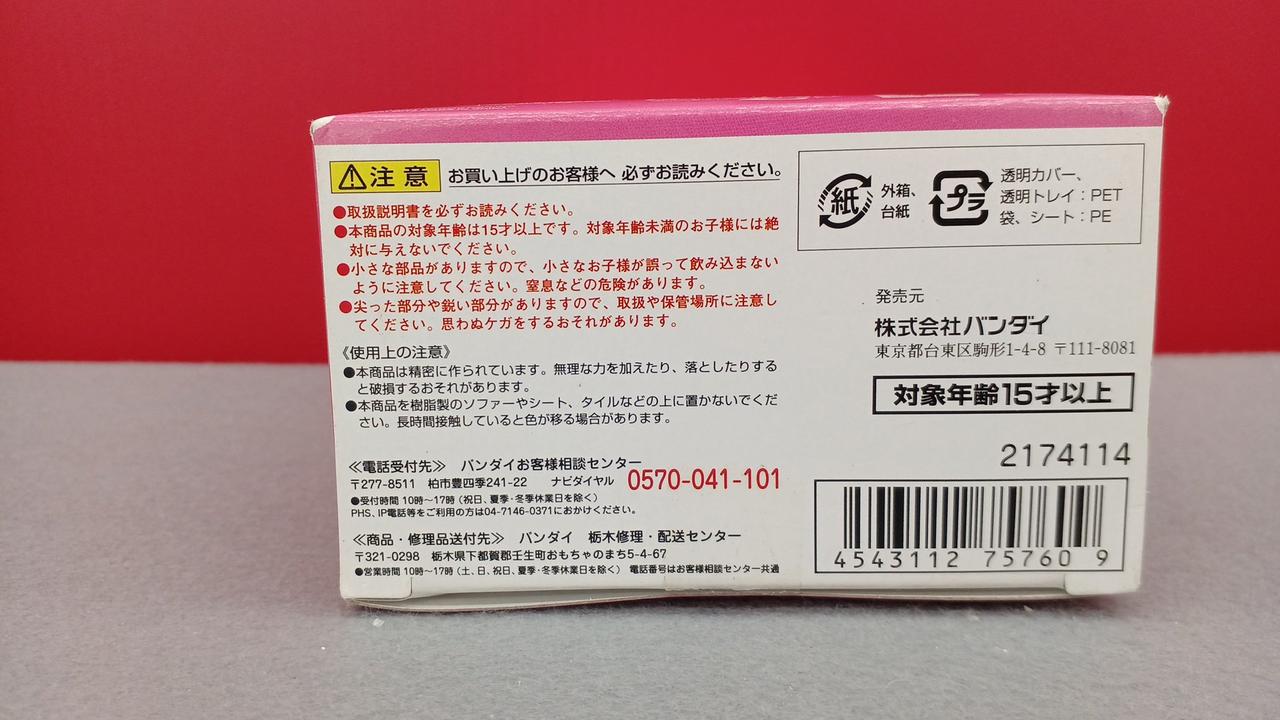 注意 お買い上げのお客様へ 必ずお読みください。
●取扱説明書を必ずお読みください。
●本商品の対象年齢は15才以上です。対象年齢未満のお子様には絶
対に与えないでください。
●小さな部品がありますので、小さなお子様が誤って飲み込まない
ように注意してください。窒息などの危険があります。
●尖った部分や鋭い部分がありますので、取扱や保管場所に注意し
てください。思わぬケガをするおそれがあります。
《使用上の注意》
●本商品は精密に作られています。無理な力を加えたり、落としたりする
と破損するおそれがあります。
●本商品を樹脂製のソファーやシート、タイルなどの上に置かないでくだ
さい。長時間接触していると色が移る場合があります。
≪電話受付先≫ バンダイお客様相談センター
〒277-8511 柏市豊四季241-22 ナビダイヤル 0570-041-101
●受付時間 10時〜17時(祝日、夏季・冬季休業日を除く)
PHS、IP電話等をご利用の方は04-7146-0371におかけください。
≪商品・修理品送付先≫ バンダイ 栃木修理・配送センター
〒321-0298 栃木県下都賀郡壬生町おもちゃのまち5-4-67
●営業時間 10時〜17時(土、日、祝日、夏季・冬季休業日を除く) 電話番号はお客様相談センター共通
紙 外箱、
台紙
プラ 透明カバー、
透明トレイ:PET
袋、シート:PE
発売元
株式会社バンダイ
東京都台東区駒形1-4-8 〒111-8081
対象年齢15才以上
2174114
4543112 75760 9